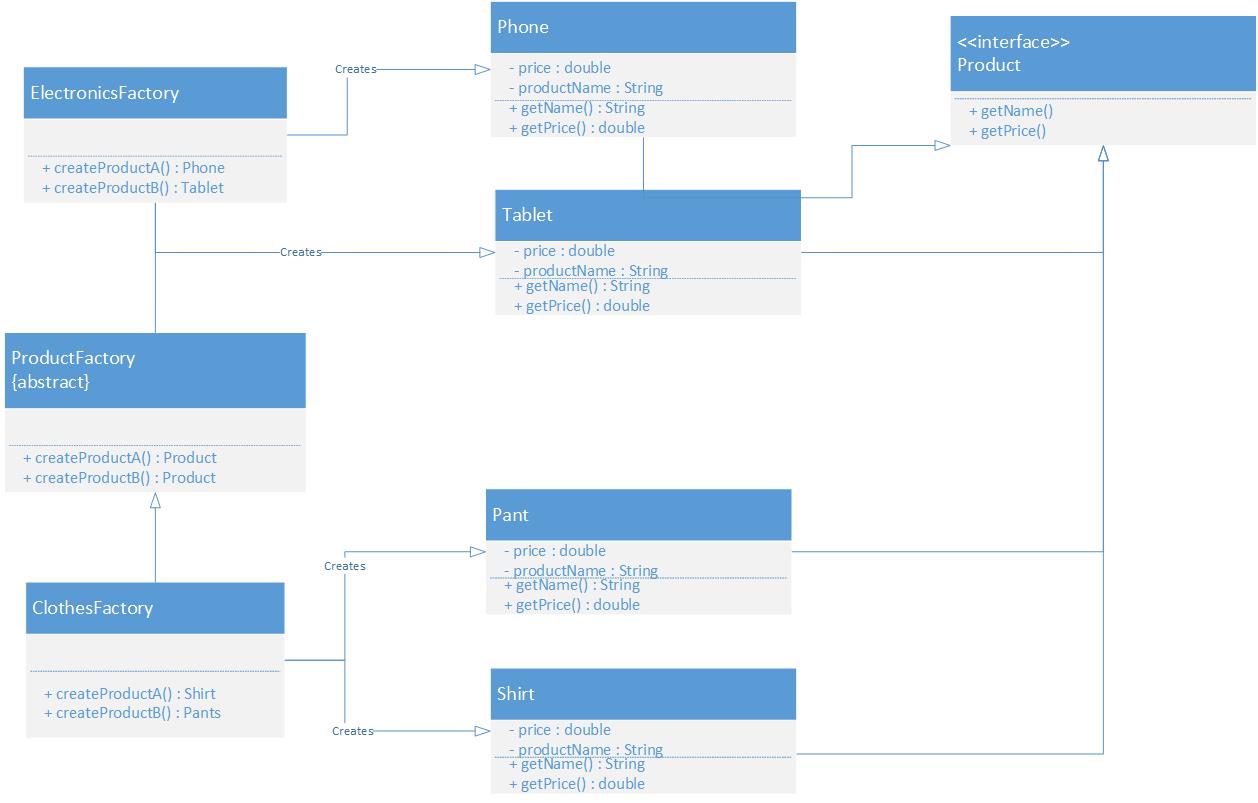 Phone
- price : double
- productName : String
+ getName() : String
+ getPrice() : double
<<interface>>
Product
+ getName()
+ getPrice()
Creates
ElectronicsFactory
+ createProductA() : Phone
+ createProductB() : Tablet
Tablet
- price : double
- productName : String
+ getName() : String
+ getPrice() : double
Creates
ProductFactory
{abstract}
+ createProductA() : Product
+ createProductB() : Product
Pant
- price : double
- productName : String
+ getName() : String
+ getPrice() : double
Creates
ClothesFactory
+ createProductA() : Shirt
+ createProductB() : Pants
Shirt
- price : double
- productName : String
+ getName() : String
+ getPrice() : double
Creates